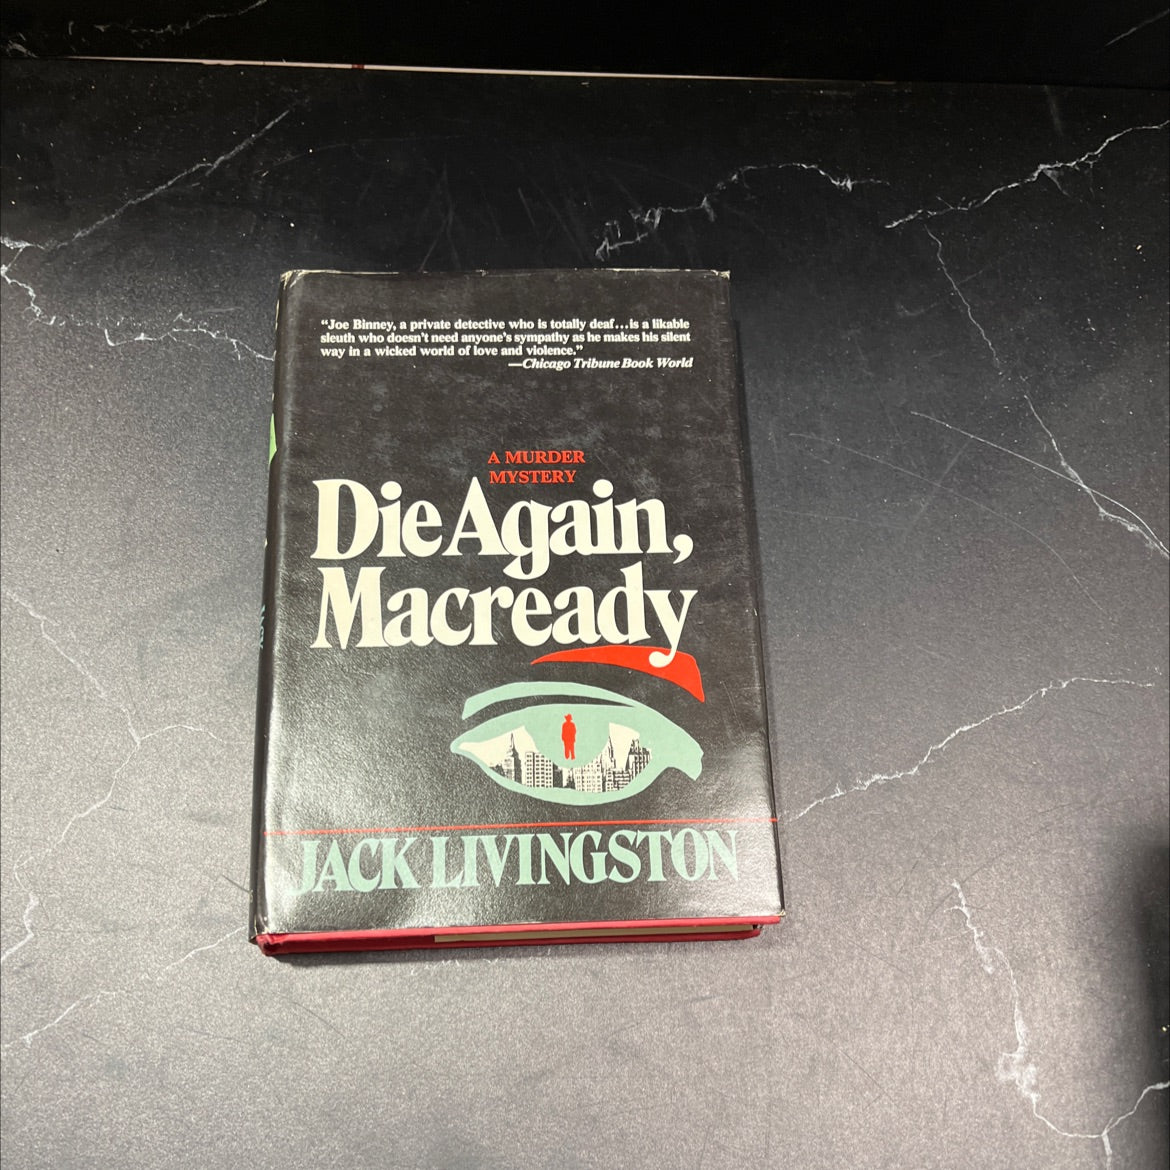 “Joe Binney, a private detective who is totally deaf...is a likable
sleuth who doesn't need anyone's sympathy as he makes his silent
way in a wicked world of love and violence.”
—Chicago Tribune Book World
A MURDER
MYSTERY
Die Again,
Macready
JACK LIVINGSTON